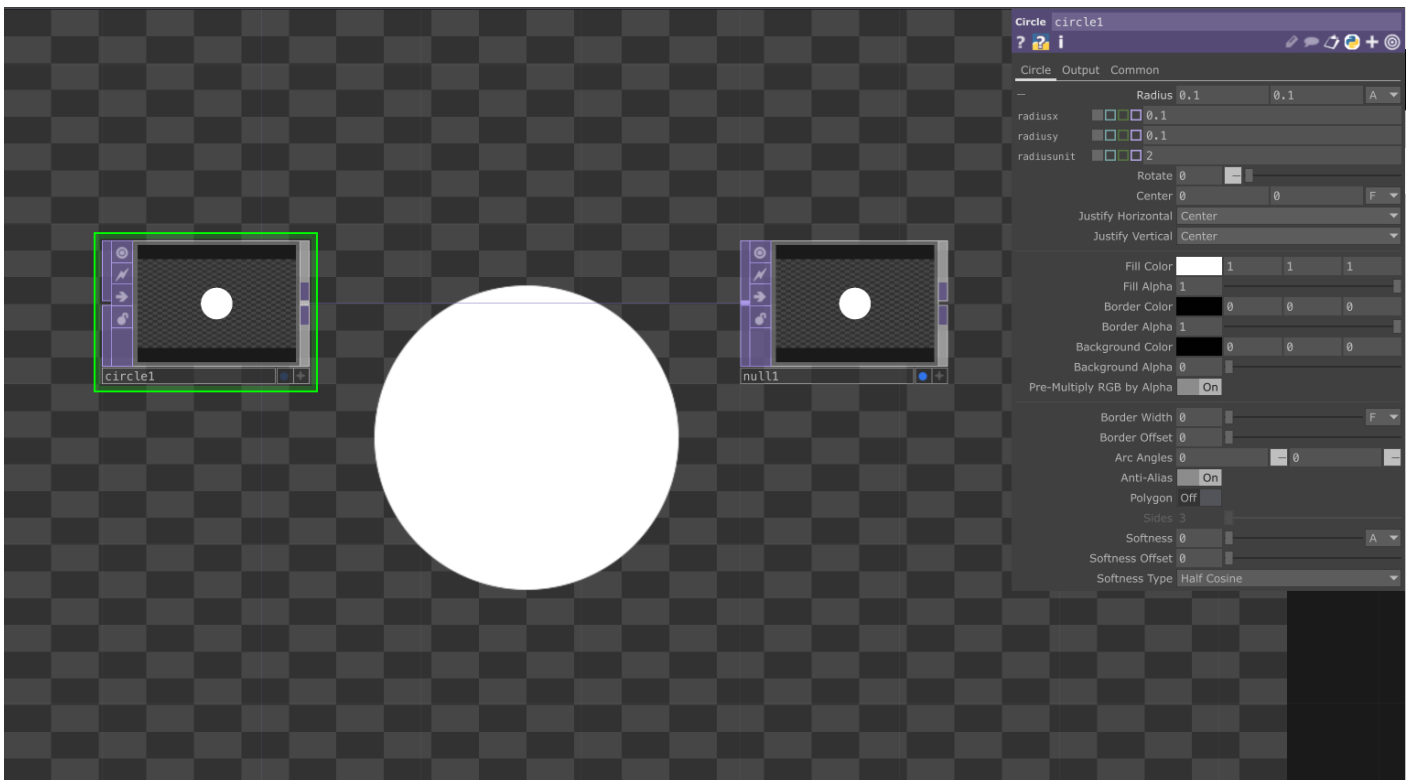 Circle circle1
? ? i
Circle Output Common
Radius 0.1 0.1 A
radiusx 0.1
radiusy 0.1
radiusunit 2
Rotate 0
Center 0 0 F
Justify Horizontal Center
Justify Vertical Center
Fill Color 1 1 1
Fill Alpha 1
Border Color 0 0 0
Border Alpha 1
Background Color 0 0 0
Background Alpha 0
Pre-Multiply RGB by Alpha On
Border Width 0 F
Border Offset 0
Arc Angles 0 0
Anti-Alias On
Polygon Off
Sides 3
Softness 0 A
Softness Offset 0
Softness Type Half Cosine
circle1
null1